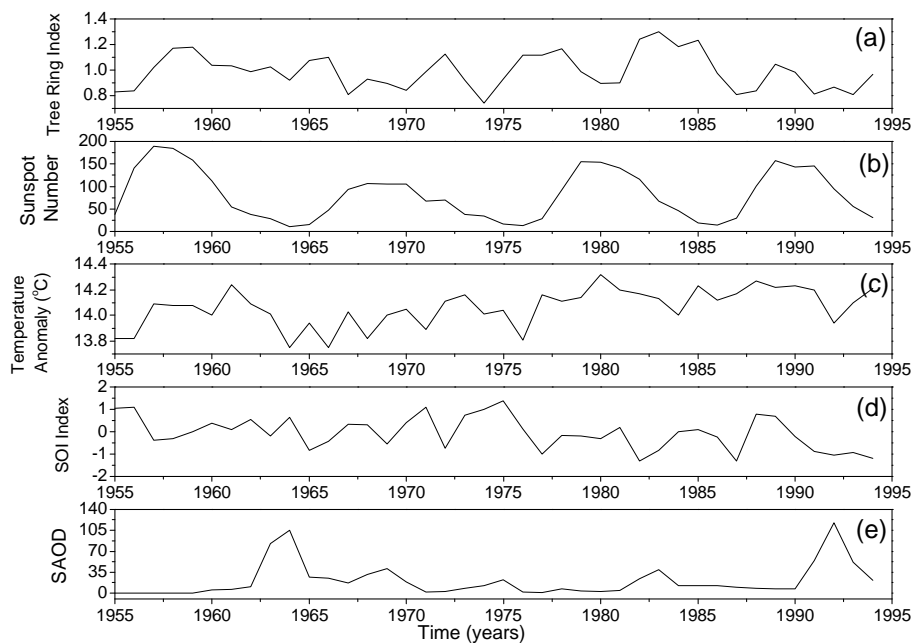 1.4
1.2
1.0
0.8
Tree Ring Index
(a)
1955 1960 1965 1970 1975 1980 1985 1990 1995
200
150
100
50
0
Sunspot
Number
(b)
1955 1960 1965 1970 1975 1980 1985 1990 1995
14.4
14.2
14.0
13.8
Temperature
Anomaly (°C)
(c)
1955 1960 1965 1970 1975 1980 1985 1990 1995
2
1
0
-1
-2
SOI Index
(d)
1955 1960 1965 1970 1975 1980 1985 1990 1995
140
105
70
35
0
SAOD
(e)
1955 1960 1965 1970 1975 1980 1985 1990 1995
Time (years)